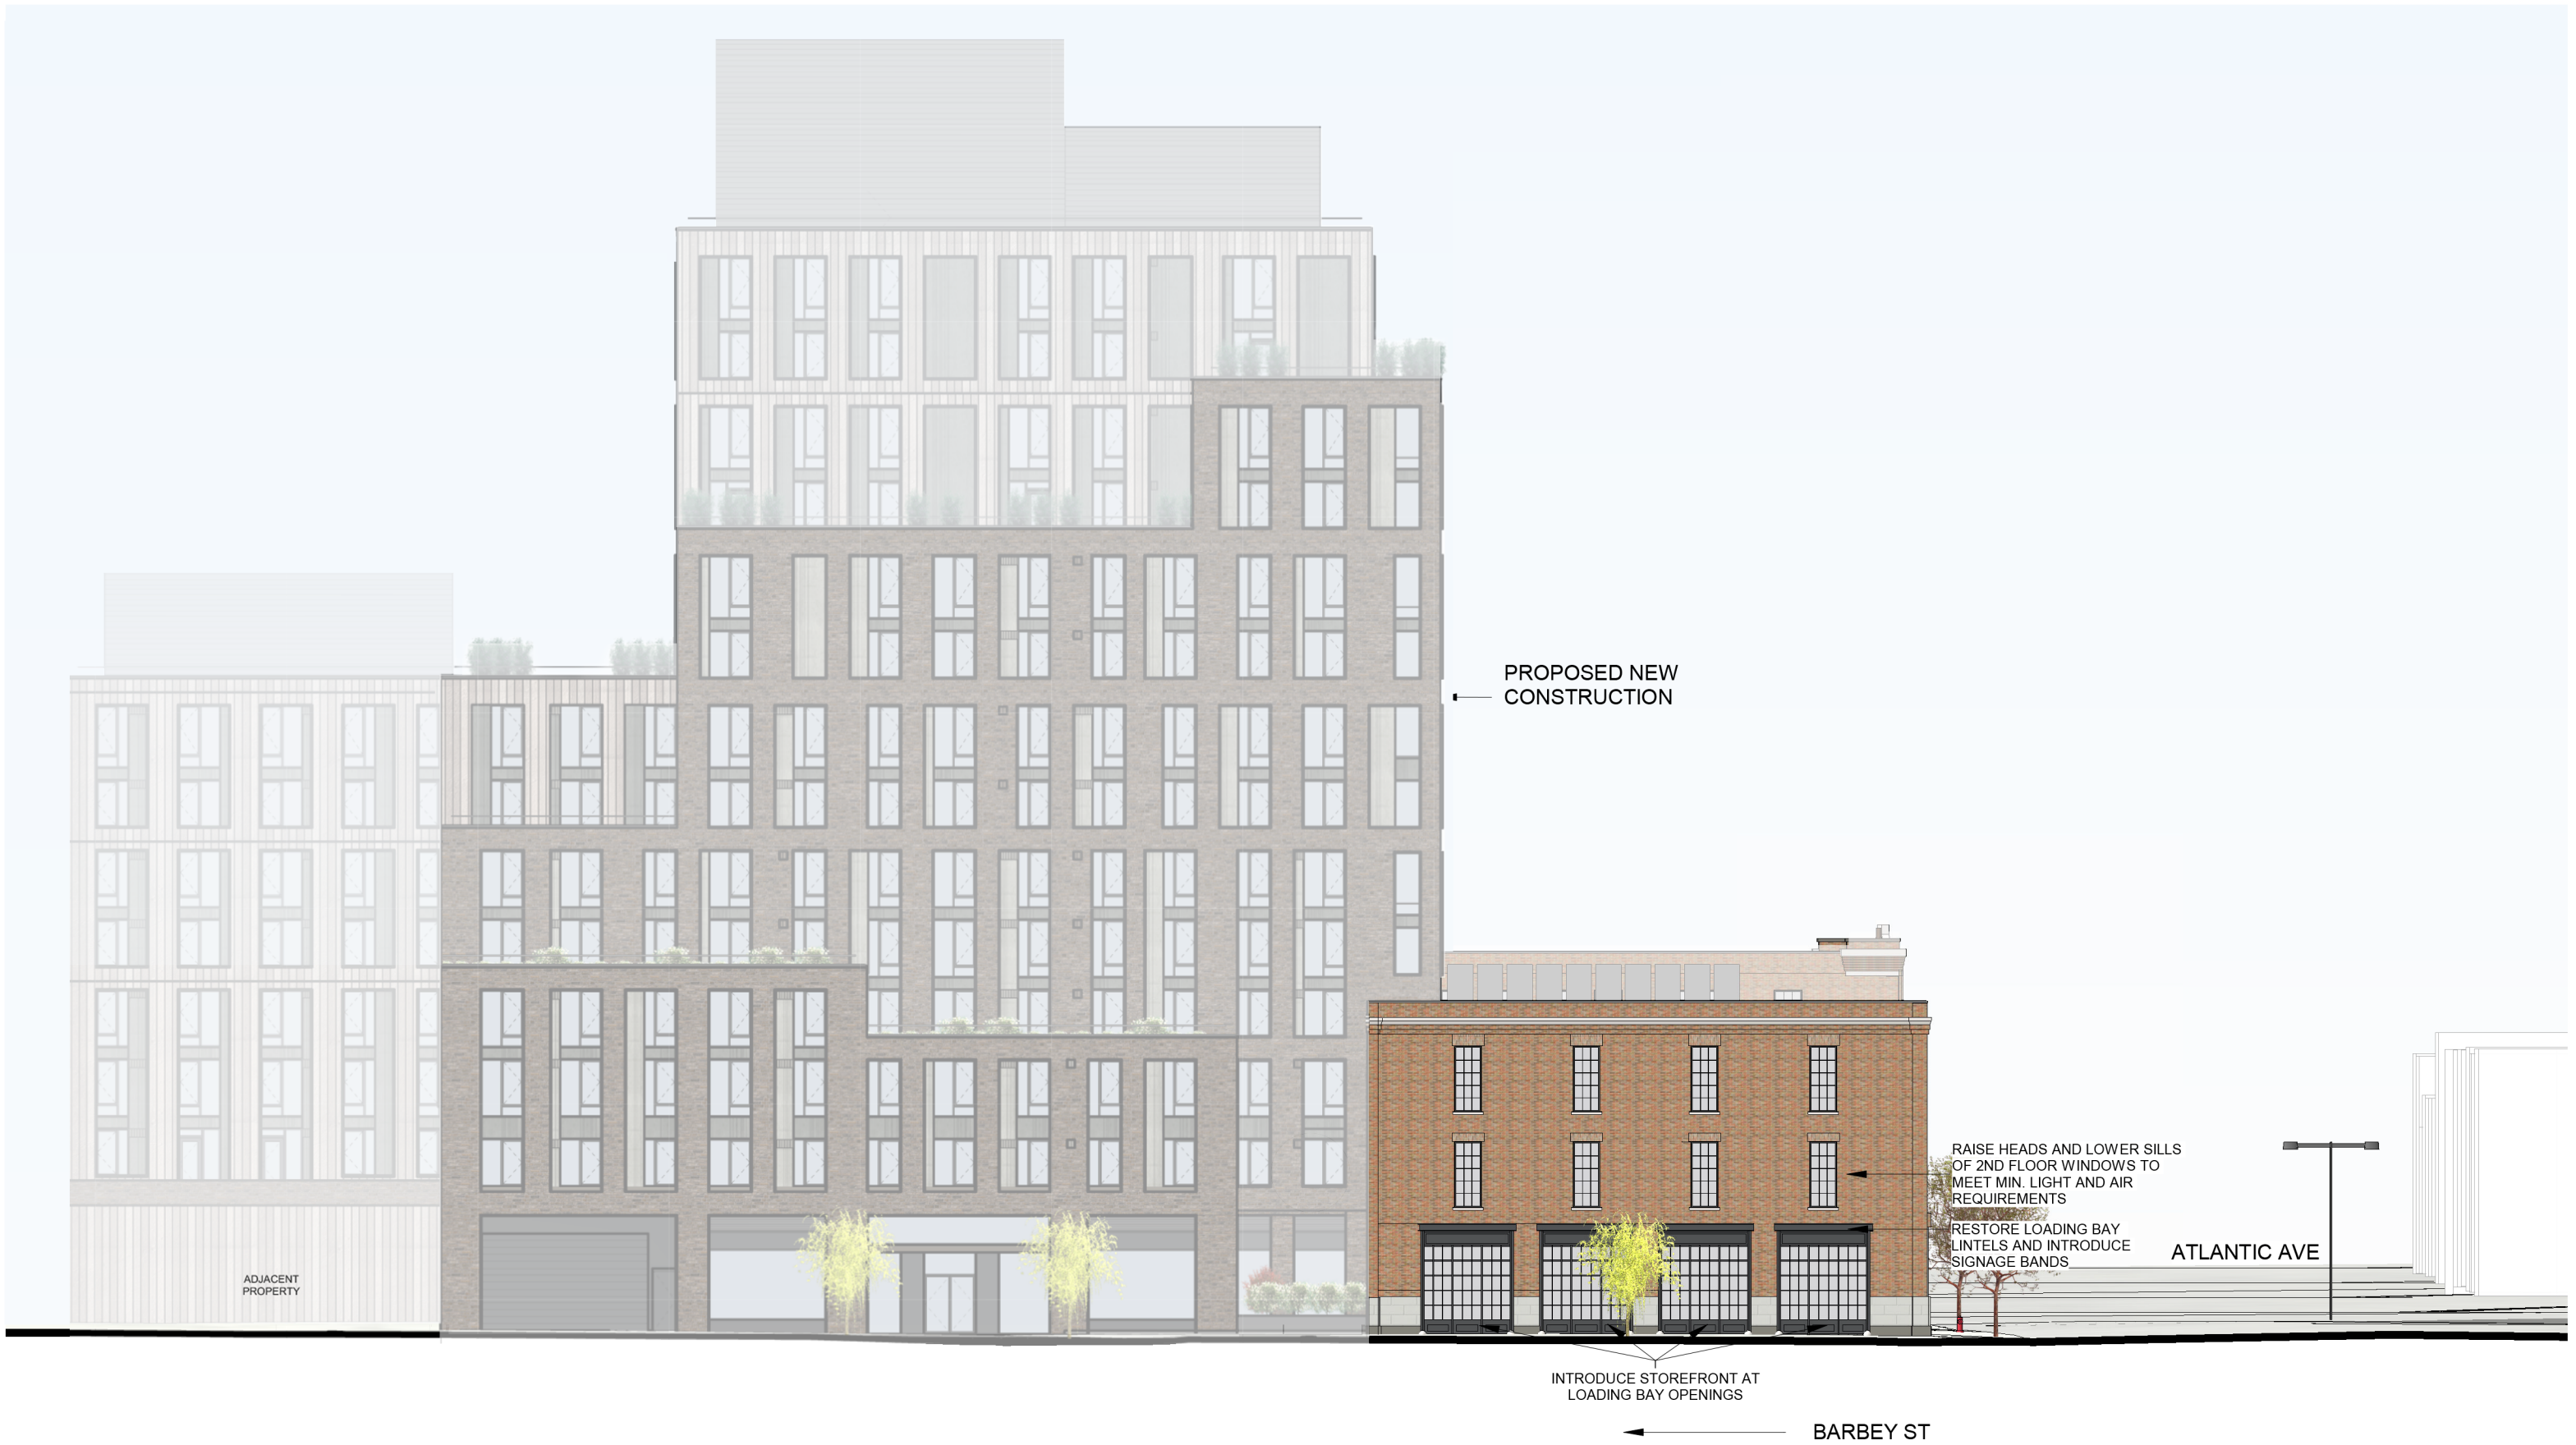 PROPOSED NEW
CONSTRUCTION
RAISE HEADS AND LOWER SILLS
OF 2ND FLOOR WINDOWS TO
MEET MIN. LIGHT AND AIR
REQUIREMENTS
RESTORE LOADING BAY
LINTELS AND INTRODUCE
SIGNAGE BANDS
ATLANTIC AVE
ADJACENT
PROPERTY
INTRODUCE STOREFRONT AT
LOADING BAY OPENINGS
BARBEY ST